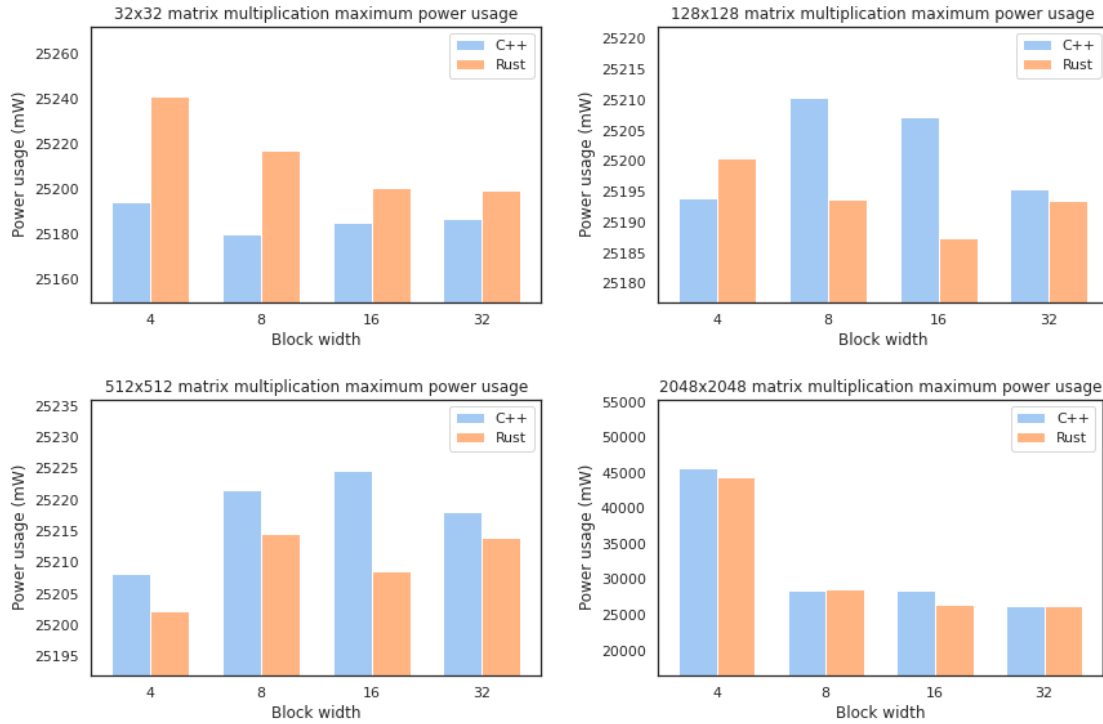 32x32 matrix multiplication maximum power usage
Power usage (mW)
25260
25240
25220
25200
25180
25160
C++
Rust
4 8 16 32
Block width
128x128 matrix multiplication maximum power usage
Power usage (mW)
25220
25215
25210
25205
25200
25195
25190
25185
25180
C++
Rust
4 8 16 32
Block width
512x512 matrix multiplication maximum power usage
Power usage (mW)
25235
25230
25225
25220
25215
25210
25205
25200
25195
C++
Rust
4 8 16 32
Block width
2048x2048 matrix multiplication maximum power usage
Power usage (mW)
55000
50000
45000
40000
35000
30000
25000
20000
C++
Rust
4 8 16 32
Block width